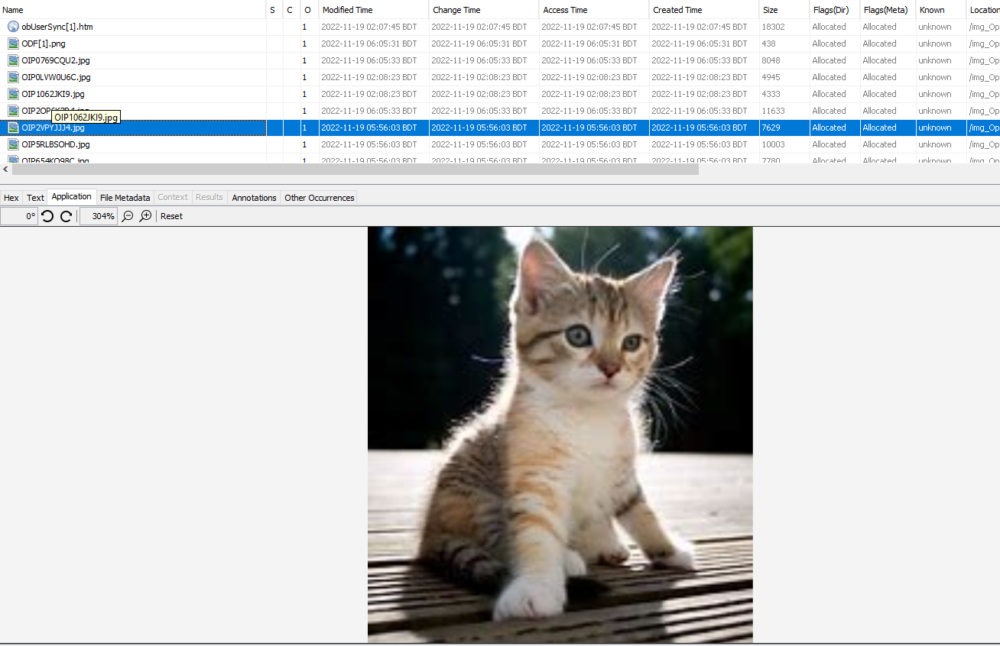 Name S C O Modified Time Change Time Access Time Created Time Size Flags(Dir) Flags(Meta) Known Location
obUserSync[1].htm 1 2022-11-19 02:07:45 BDT 2022-11-19 02:07:45 BDT 2022-11-19 02:07:45 BDT 2022-11-19 02:07:45 BDT 18302 Allocated Allocated unknown /img_Op
ODF[1].png 1 2022-11-19 06:05:31 BDT 2022-11-19 06:05:31 BDT 2022-11-19 06:05:31 BDT 2022-11-19 06:05:31 BDT 438 Allocated Allocated unknown /img_Op
OIP0769CQU2.jpg 1 2022-11-19 06:05:33 BDT 2022-11-19 06:05:33 BDT 2022-11-19 06:05:33 BDT 2022-11-19 06:05:33 BDT 8048 Allocated Allocated unknown /img_Op
OIP0LVW0U6C.jpg 1 2022-11-19 02:08:23 BDT 2022-11-19 02:08:23 BDT 2022-11-19 02:08:23 BDT 2022-11-19 02:08:23 BDT 4945 Allocated Allocated unknown /img_Op
OIP1062JKI9.jpg 1 2022-11-19 02:08:23 BDT 2022-11-19 02:08:23 BDT 2022-11-19 02:08:23 BDT 2022-11-19 02:08:23 BDT 4333 Allocated Allocated unknown /img_Op
1 2022-11-19 06:05:33 BDT 2022-11-19 06:05:33 BDT 2022-11-19 06:05:33 BDT 2022-11-19 06:05:33 BDT 11633 Allocated Allocated unknown /img_Op
OIP1062JKI9.jpg
OIP2VPYJJJ4.jpg 1 2022-11-19 05:56:03 BDT 2022-11-19 05:56:03 BDT 2022-11-19 05:56:03 BDT 2022-11-19 05:56:03 BDT 7629 Allocated Allocated unknown /img_Op
OIP5RLBSOHD.jpg 1 2022-11-19 05:56:03 BDT 2022-11-19 05:56:03 BDT 2022-11-19 05:56:03 BDT 2022-11-19 05:56:03 BDT 10003 Allocated Allocated unknown /img_Op
OIP654KO98C.jpg 1 2022-11-19 05:56:03 BDT 2022-11-19 05:56:03 BDT 2022-11-19 05:56:03 BDT 2022-11-19 05:56:03 BDT 7780 Allocated Allocated unknown /img_Op
Hex Text Application File Metadata Context Results Annotations Other Occurrences
0° 304% Reset